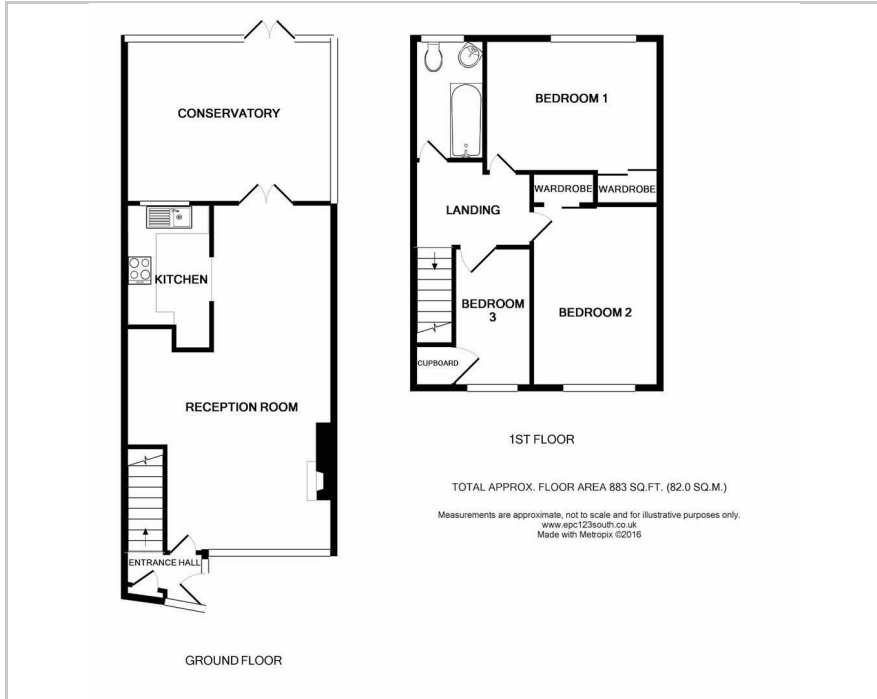 CONSERVATORY
KITCHEN
RECEPTION ROOM
ENTRANCE HALL
GROUND FLOOR
BEDROOM 1
WARDROBE
WARDROBE
LANDING
BEDROOM
3
BEDROOM 2
CUPBOARD
1ST FLOOR
TOTAL APPROX. FLOOR AREA 883 SQ.FT. (82.0 SQ.M.)
Measurements are approximate, not to scale and for illustrative purposes only.
www.epc123south.co.uk
Made with Metropix ©2016